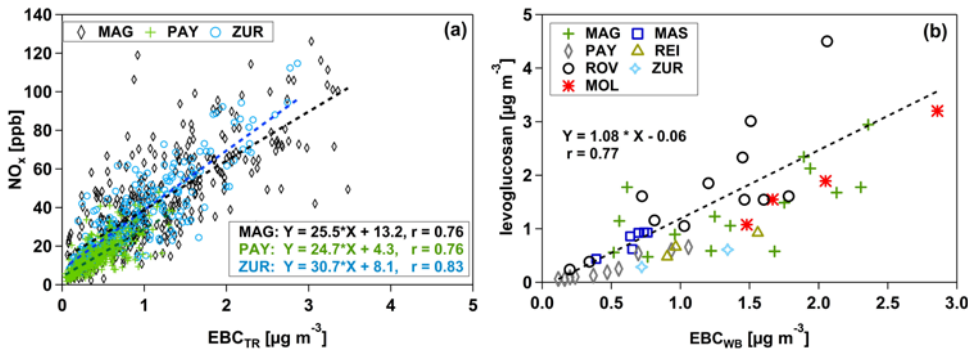 (a)
MAG PAY ZUR
140
120
100
80
60
40
20
0
NOx [ppb]
MAG: Y = 25.5*X + 13.2, r = 0.76
PAY: Y = 24.7*X + 4.3, r = 0.76
ZUR: Y = 30.7*X + 8.1, r = 0.83
0 1 2 3 4 5
EBCTR [µg m-3]
(b)
MAG MAS
PAY REI
ROV ZUR
MOL
5
4
3
2
1
0
levoglucosan [µg m-3]
Y = 1.08 * X - 0.06
r = 0.77
0.0 0.5 1.0 1.5 2.0 2.5 3.0
EBCWB [µg m-3]